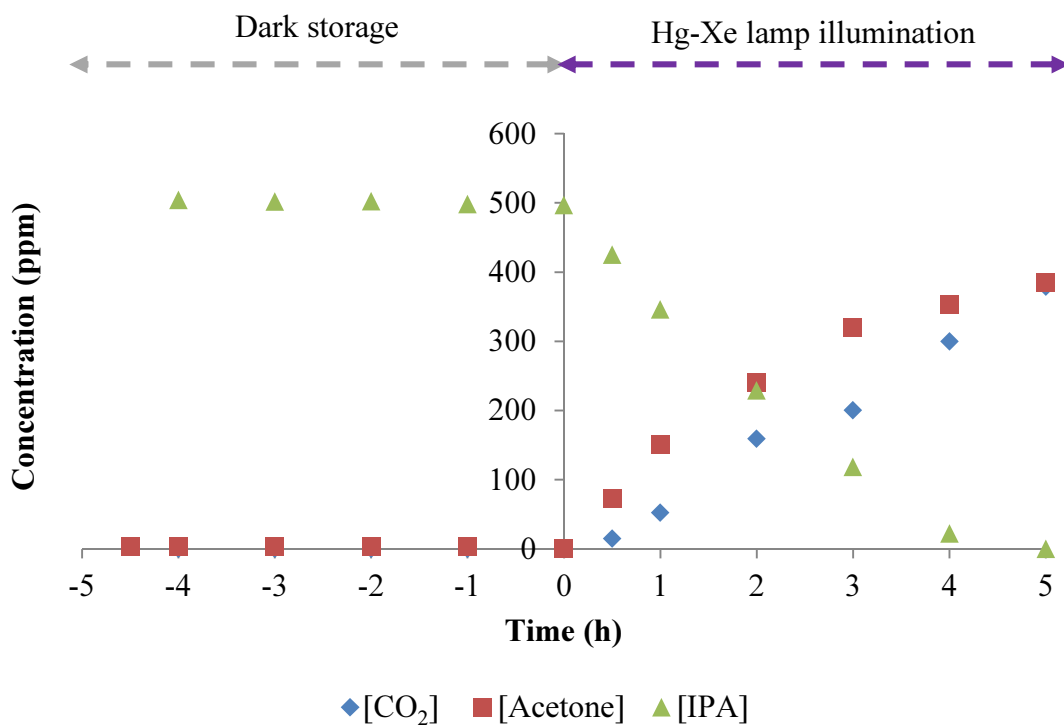 Dark storage
Hg-Xe lamp illumination
Concentration (ppm)
600
500
400
300
200
100
0
-5 -4 -3 -2 -1 0 1 2 3 4 5
Time (h)
[CO₂] [Acetone] [IPA]